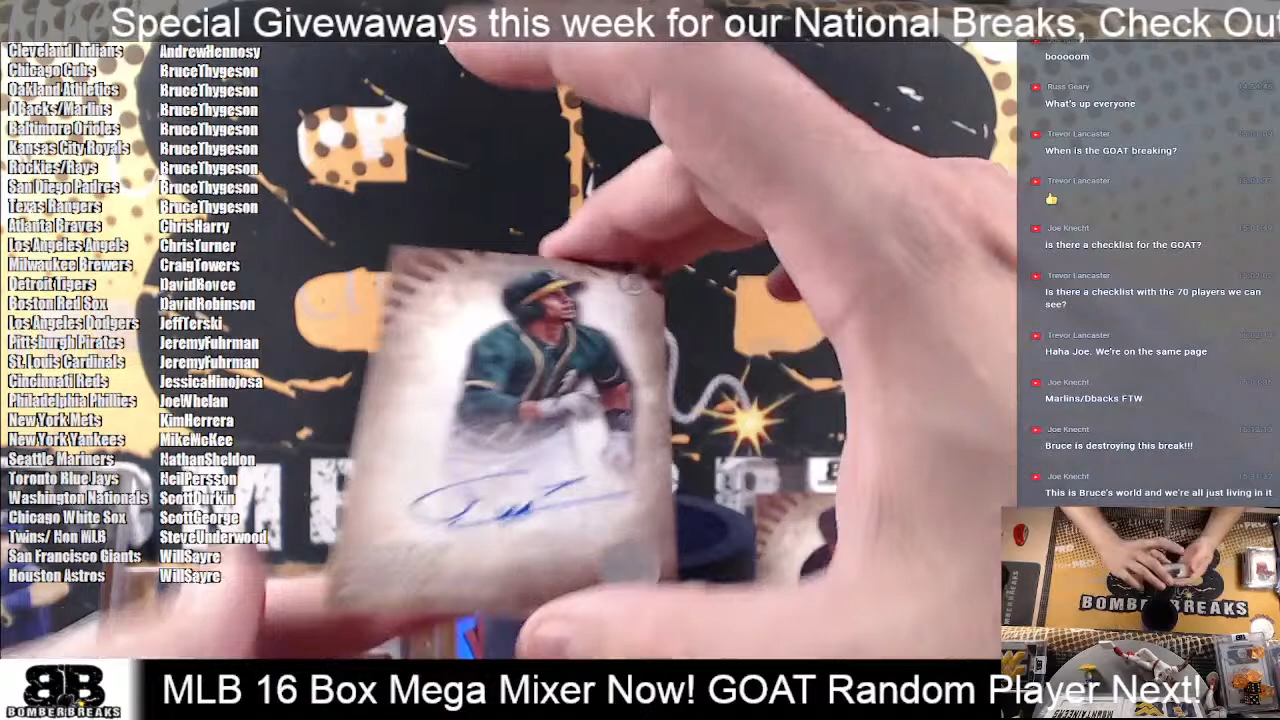 Special Givewaways this week for our National Breaks, Check Out
Cleveland Indians AndrewHennosy
Chicago Cubs BruceThygeson
Oakland Athletics BruceThygeson
DBacks/Marlins BruceThygeson
Baltimore Orioles BruceThygeson
Kansas City Royals BruceThygeson
Rockies/Rays BruceThygeson
San Diego Padres BruceThygeson
Texas Rangers BruceThygeson
Atlanta Braves ChrisHarry
Los Angeles Angels ChrisTurner
Milwaukee Brewers CraigTowers
Detroit Tigers DavidBovee
Boston Red Sox DavidRobinson
Los Angeles Dodgers JeffTerski
Pittsburgh Pirates JeremyFuhrman
St. Louis Cardinals JeremyFuhrman
Cincinnati Reds JessicaHinojosa
Philadelphia Phillies JoeWhelan
New York Mets KimHerrera
New York Yankees MikeMcKee
Seattle Mariners NathanSheldon
Toronto Blue Jays NeilPersson
Washington Nationals ScottDurkin
Chicago White Sox ScottGeorge
Twins/ Non MLB SteveUnderwood
San Francisco Giants WillSayre
Houston Astros WillSayre
booooom
Russ Geary
What's up everyone
Trevor Lancaster
When is the GOAT breaking?
Trevor Lancaster
Joe Knecht
is there a checklist for the GOAT?
Trevor Lancaster
Is there a checklist with the 70 players we can
see?
Trevor Lancaster
Haha Joe. We're on the same page
Joe Knecht
Marlins/Dbacks FTW
Joe Knecht
Bruce is destroying this break!!!
Joe Knecht
This is Bruce's world and we're all just living in it
BOMBER BREAKS
BB
BOMBERBREAKS
MLB 16 Box Mega Mixer Now! GOAT Random Player Next!